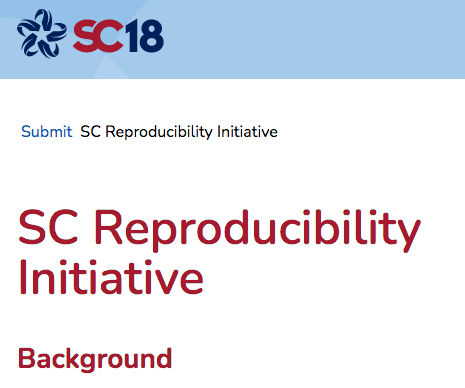 SC18
Submit SC Reproducibility Initiative
SC Reproducibility
Initiative
Background